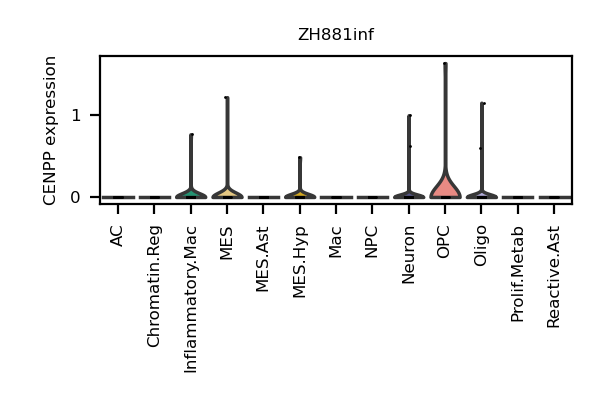 ZH881inf
CENPP expression
1
0
AC
Chromatin.Reg
Inflammatory.Mac
MES
MES.Ast
MES.Hyp
Mac
NPC
Neuron
OPC
Oligo
Prolif.Metab
Reactive.Ast